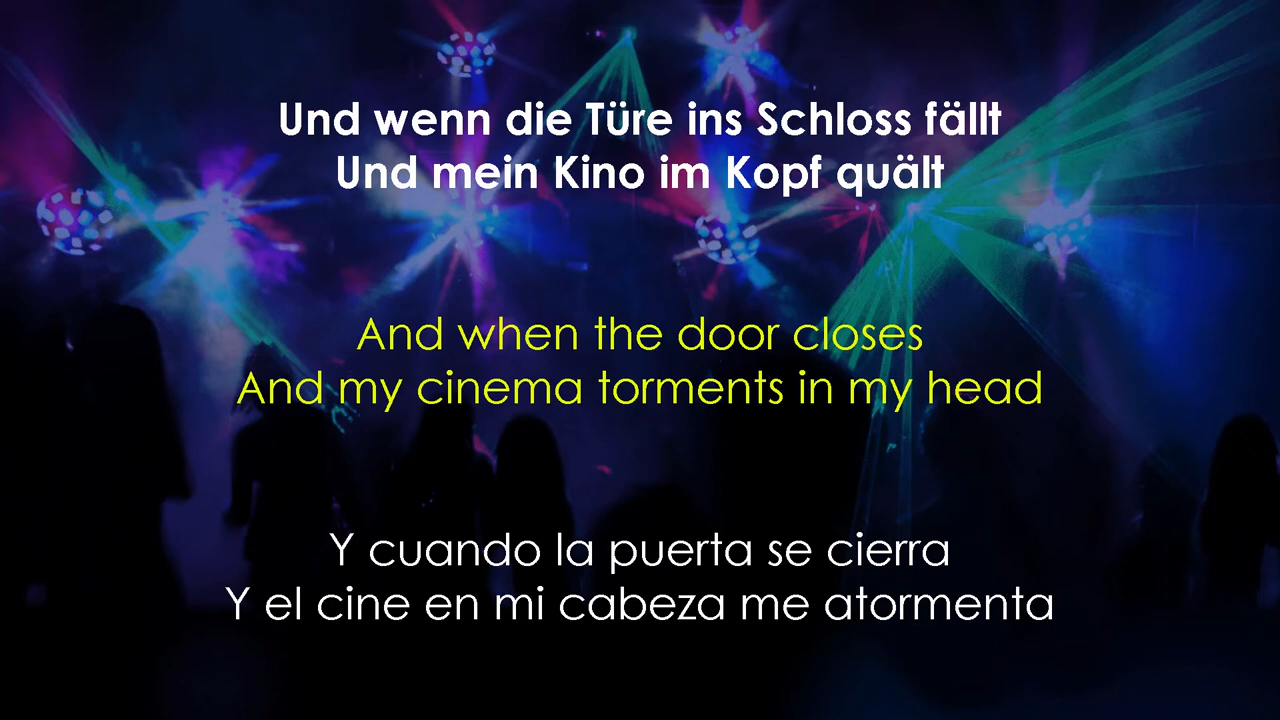 Und wenn die Türe ins Schloss fällt
Und mein Kino im Kopf quält
And when the door closes
And my cinema torments in my head
Y cuando la puerta se cierra
Y el cine en mi cabeza me atormenta